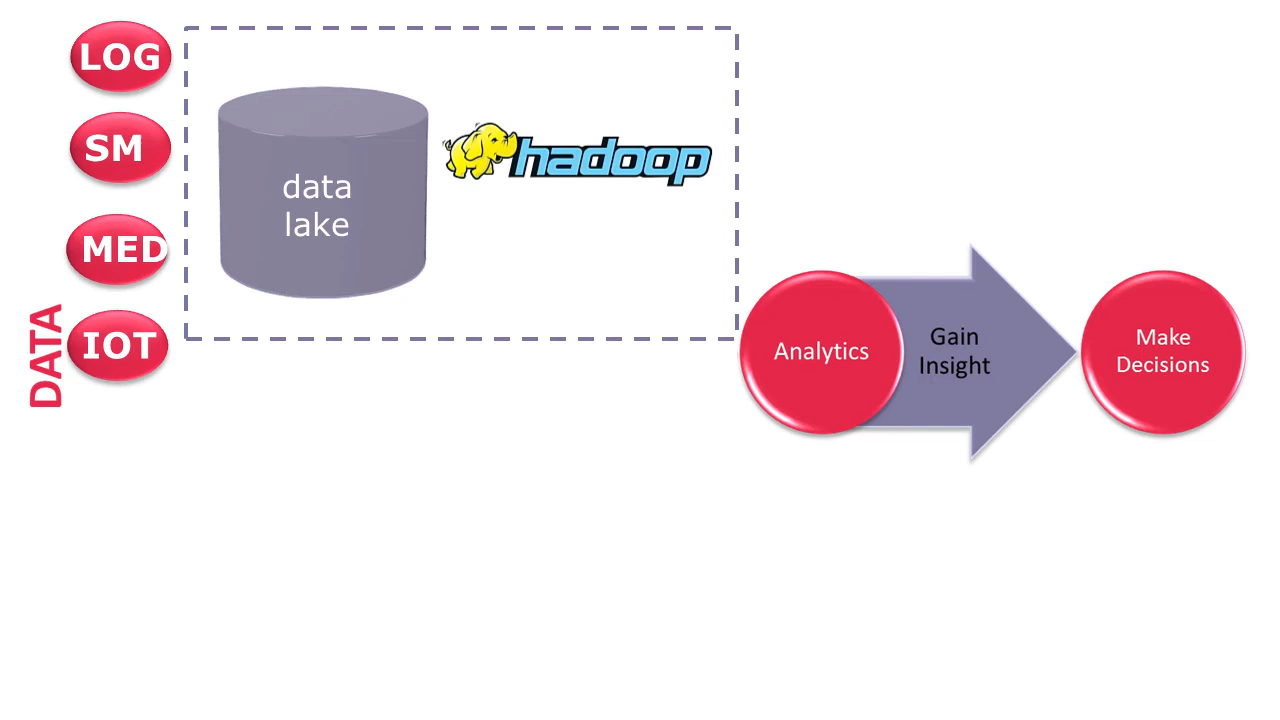 LOG
SM
MED
IOT
DATA
data
lake
hadoop
Analytics
Gain
Insight
Make
Decisions